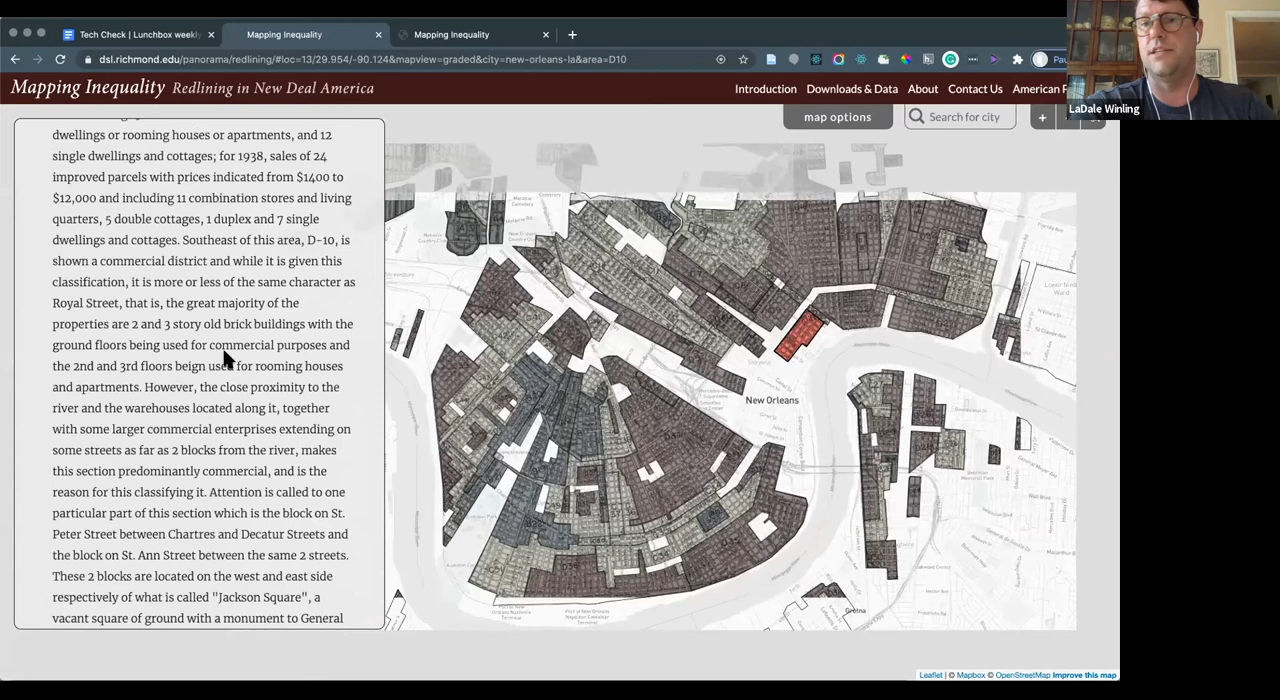 Tech Check | Lunchbox weekly
Mapping Inequality
Mapping Inequality
dsl.richmond.edu/panorama/redlining/#loc=13/29.954/-90.124&mapview=graded&city=new-orleans-la&area=D10
LaDale Winling
Mapping Inequality Redlining in New Deal America
Introduction Downloads & Data About Contact Us American
map options
Search for city
+
dwellings or rooming houses or apartments, and 12
single dwellings and cottages; for 1938, sales of 24
improved parcels with prices indicated from $1400 to
$12,000 and including 11 combination stores and living
quarters, 5 double cottages, 1 duplex and 7 single
dwellings and cottages. Southeast of this area, D-10, is
shown a commercial district and while it is given this
classification, it is more or less of the same character as
Royal Street, that is, the great majority of the
properties are 2 and 3 story old brick buildings with the
ground floors being used for commercial purposes and
the 2nd and 3rd floors beign used for rooming houses
and apartments. However, the close proximity to the
river and the warehouses located along it, together
with some larger commercial enterprises extending on
some streets as far as 2 blocks from the river, makes
this section predominantly commercial, and is the
reason for this classifying it. Attention is called to one
particular part of this section which is the block on St.
Peter Street between Chartres and Decatur Streets and
the block on St. Ann Street between the same 2 streets.
These 2 blocks are located on the west and east side
respectively of what is called "Jackson Square", a
vacant square of ground with a monument to General
New Orleans
Gretna
Leaflet | © Mapbox © OpenStreetMap Improve this map